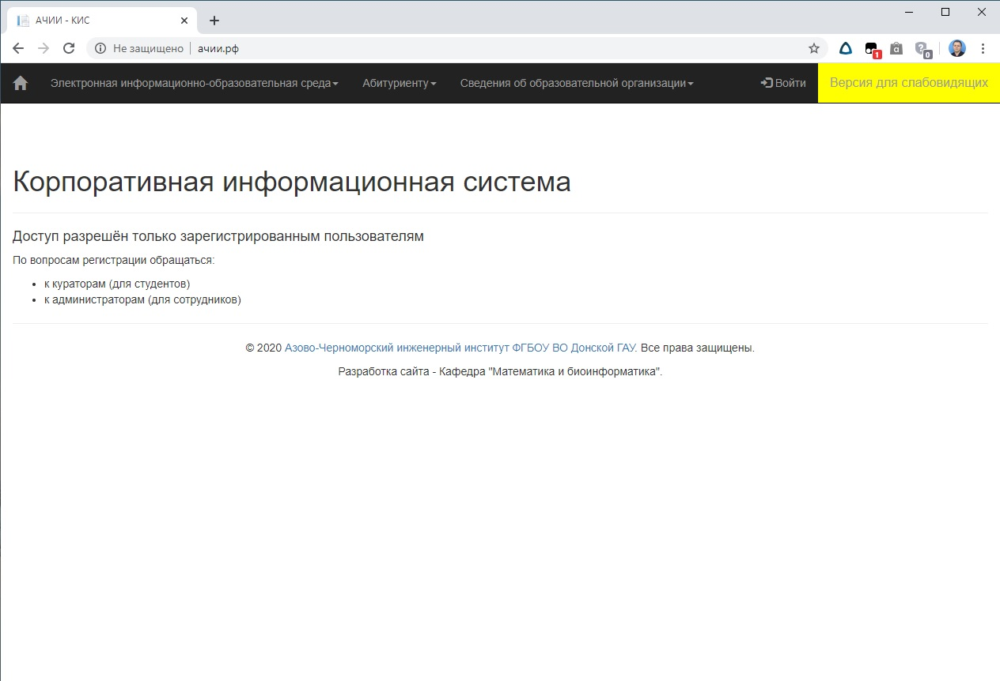 АЧИИ - КИС
Не защищено
ачии.рф
1
0
Электронная информационно-образовательная среда
Абитуриенту
Сведения об образовательной организации
Войти
Версия для слабовидящих
Корпоративная информационная система
Доступ разрешён только зарегистрированным пользователям
По вопросам регистрации обращаться:
• к кураторам (для студентов)
• к администраторам (для сотрудников)
© 2020 Азово-Черноморский инженерный институт ФГБОУ ВО Донской ГАУ. Все права защищены.
Разработка сайта - Кафедра "Математика и биоинформатика".